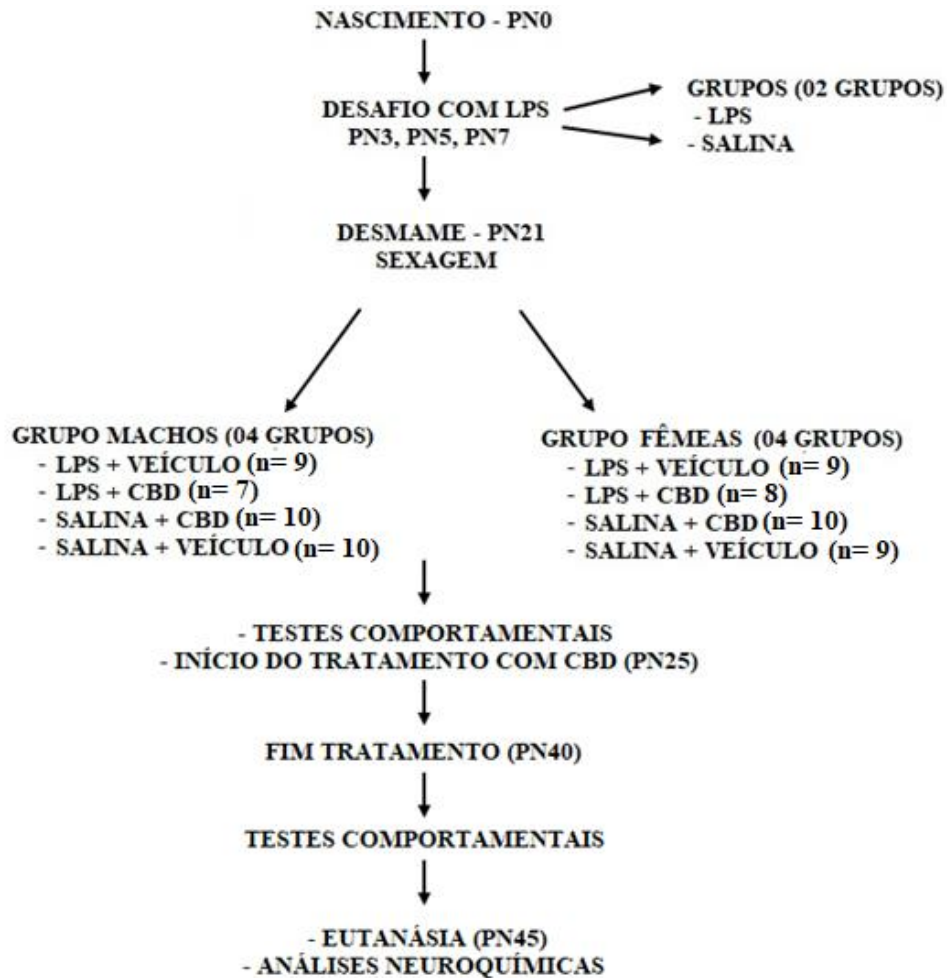 NASCIMENTO - PN0
DESAFIO COM LPS
PN3, PN5, PN7
GRUPOS (02 GRUPOS)
- LPS
- SALINA
DESMAME - PN21
SEXAGEM
GRUPO MACHOS (04 GRUPOS)
- LPS + VEÍCULO (n= 9)
- LPS + CBD (n= 7)
- SALINA + CBD (n= 10)
- SALINA + VEÍCULO (n= 10)
GRUPO FÊMEAS (04 GRUPOS)
- LPS + VEÍCULO (n= 9)
- LPS + CBD (n= 8)
- SALINA + CBD (n= 10)
- SALINA + VEÍCULO (n= 9)
- TESTES COMPORTAMENTAIS
- INÍCIO DO TRATAMENTO COM CBD (PN25)
FIM TRATAMENTO (PN40)
TESTES COMPORTAMENTAIS
- EUTANÁSIA (PN45)
- ANÁLISES NEUROQUÍMICAS